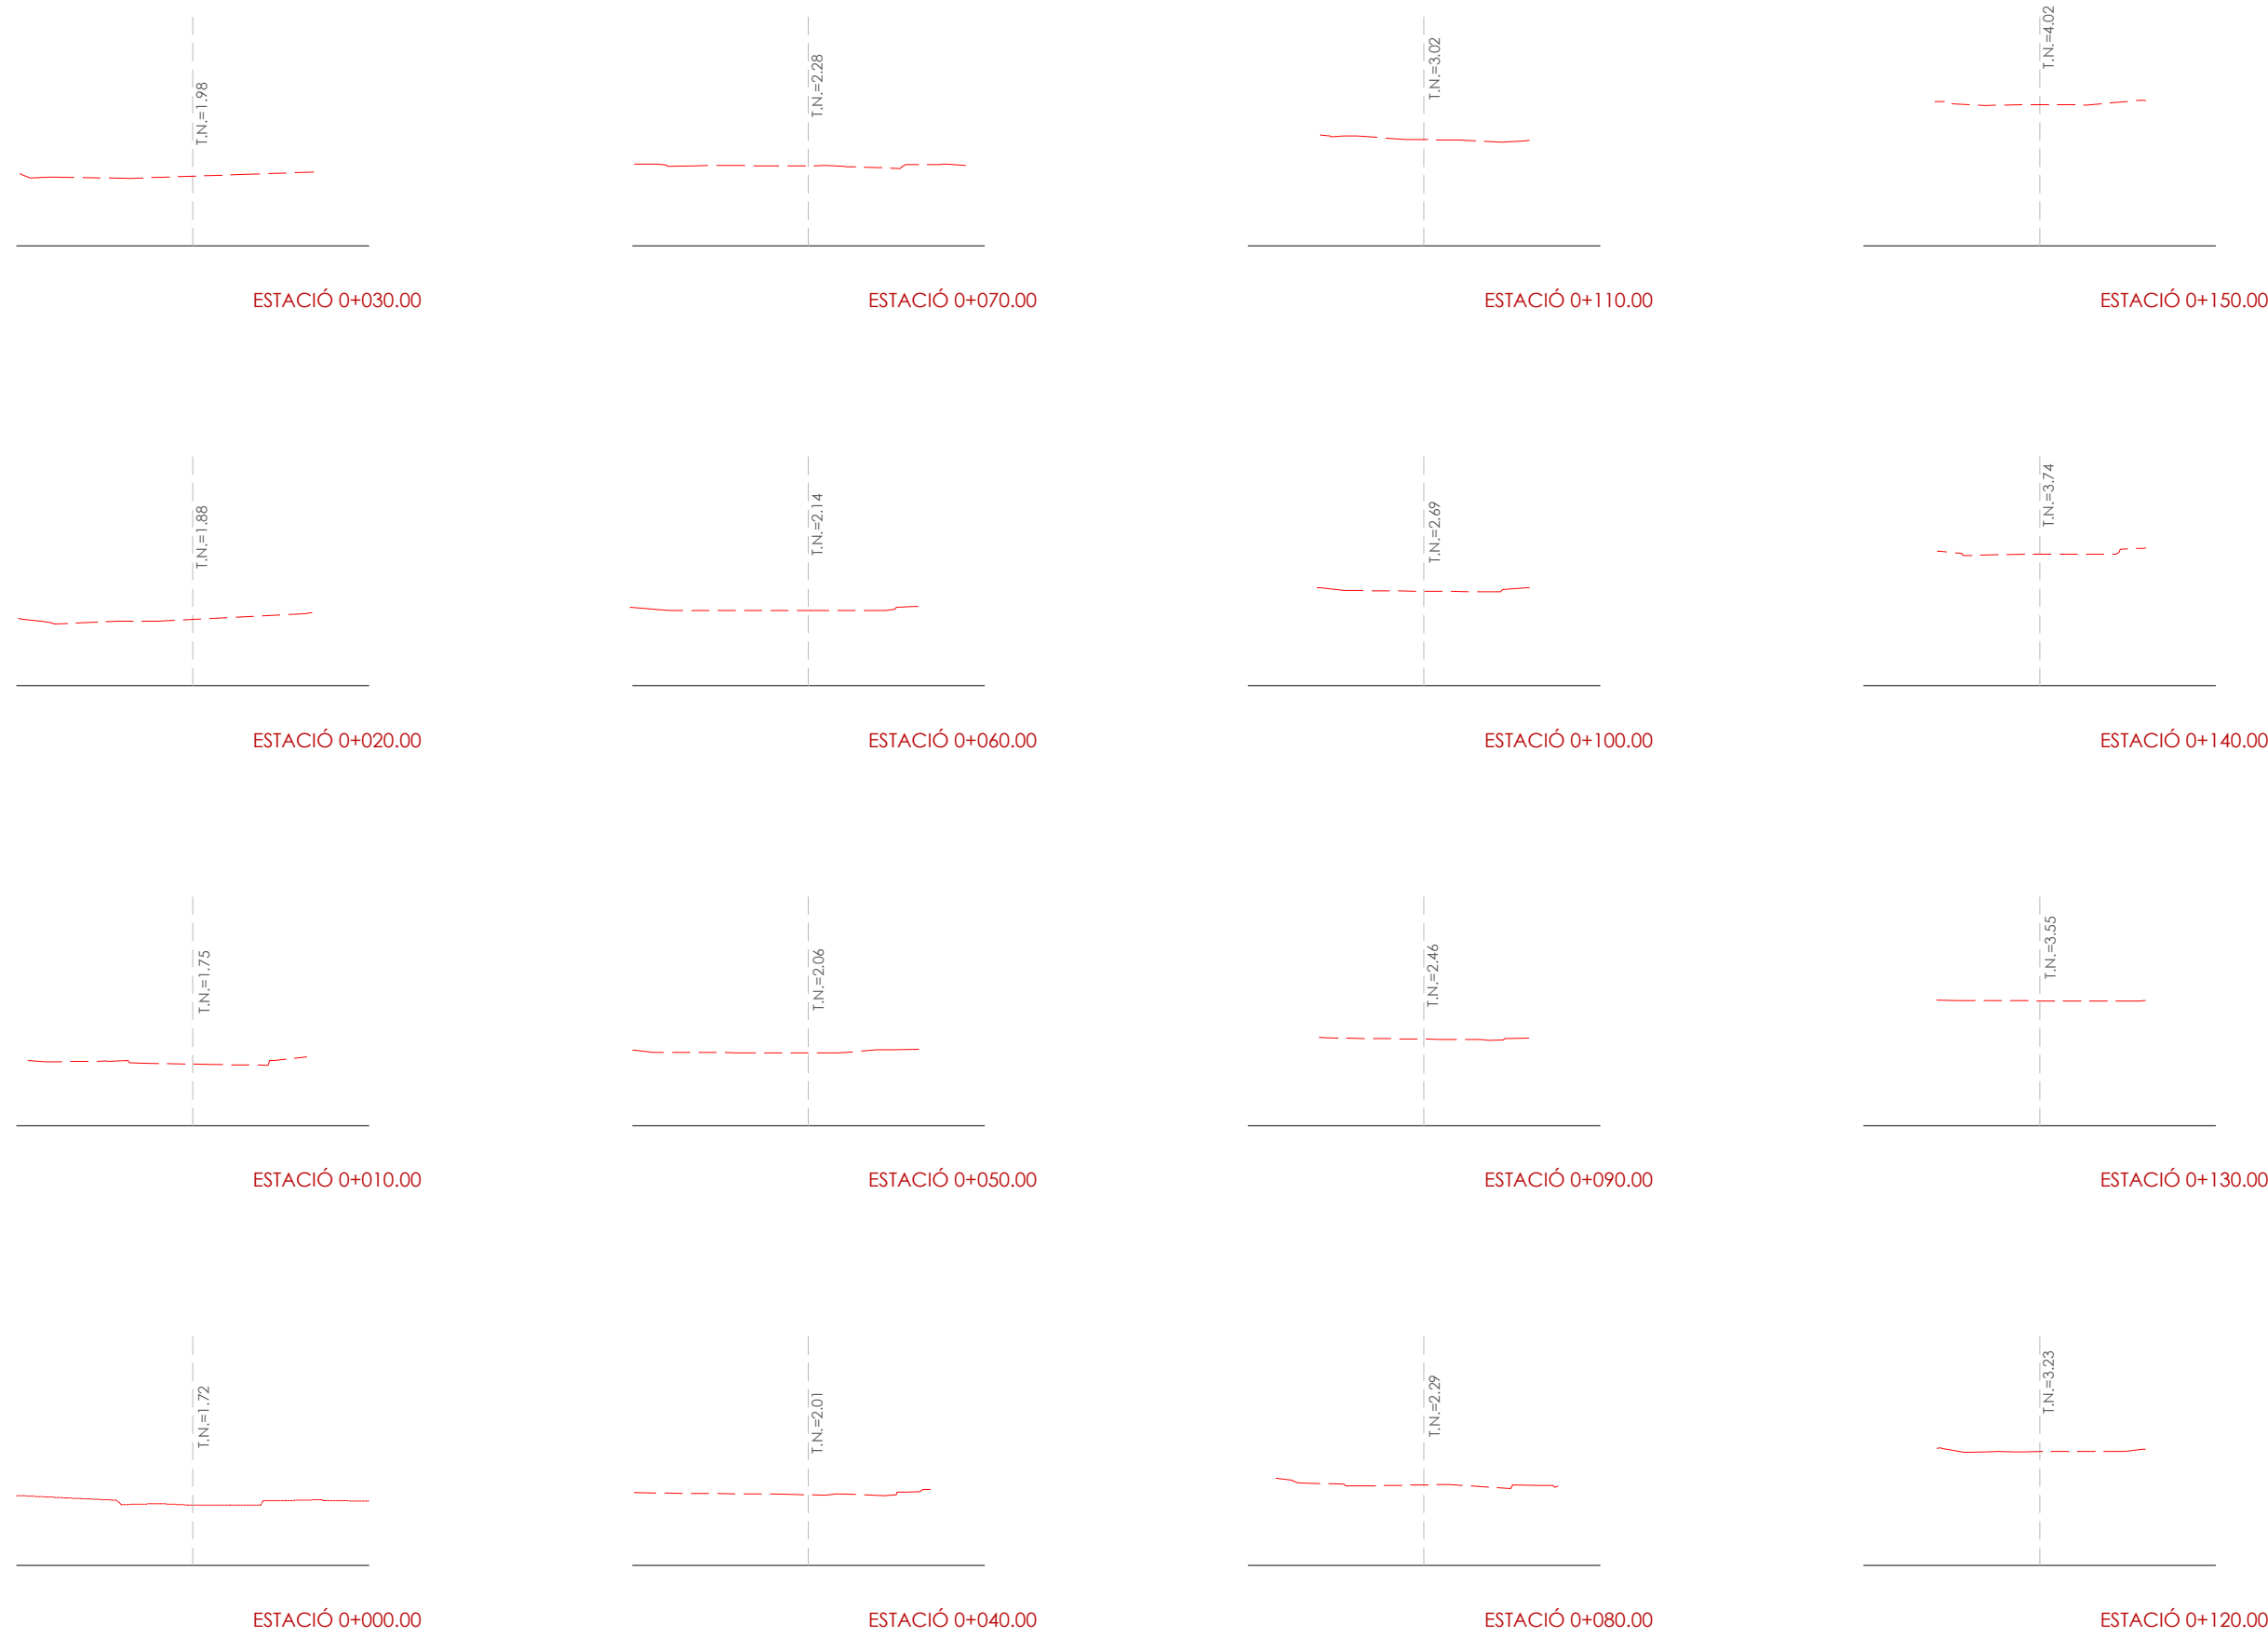 T.N.=1.98
T.N.=2.28
T.N.=3.02
T.N.=4.02
ESTACIÓ 0+030.00
ESTACIÓ 0+070.00
ESTACIÓ 0+110.00
ESTACIÓ 0+150.00
T.N.=1.88
T.N.=2.14
T.N.=2.69
T.N.=3.74
ESTACIÓ 0+020.00
ESTACIÓ 0+060.00
ESTACIÓ 0+100.00
ESTACIÓ 0+140.00
T.N.=1.75
T.N.=2.06
T.N.=2.46
T.N.=3.55
ESTACIÓ 0+010.00
ESTACIÓ 0+050.00
ESTACIÓ 0+090.00
ESTACIÓ 0+130.00
T.N.=1.72
T.N.=2.01
T.N.=2.29
T.N.=3.23
ESTACIÓ 0+000.00
ESTACIÓ 0+040.00
ESTACIÓ 0+080.00
ESTACIÓ 0+120.00